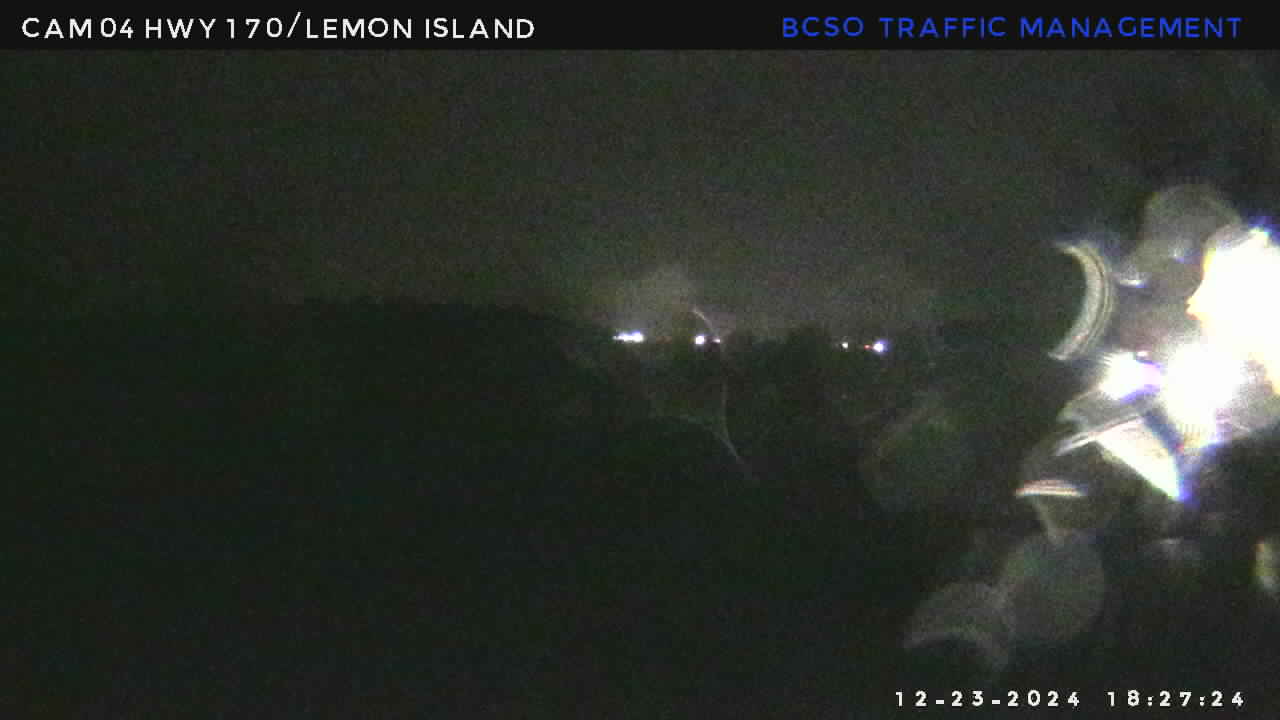 CAM04 HWY 170/LEMON ISLAND
BCSO TRAFFIC MANAGEMENT
12-23-2024 18:27:24